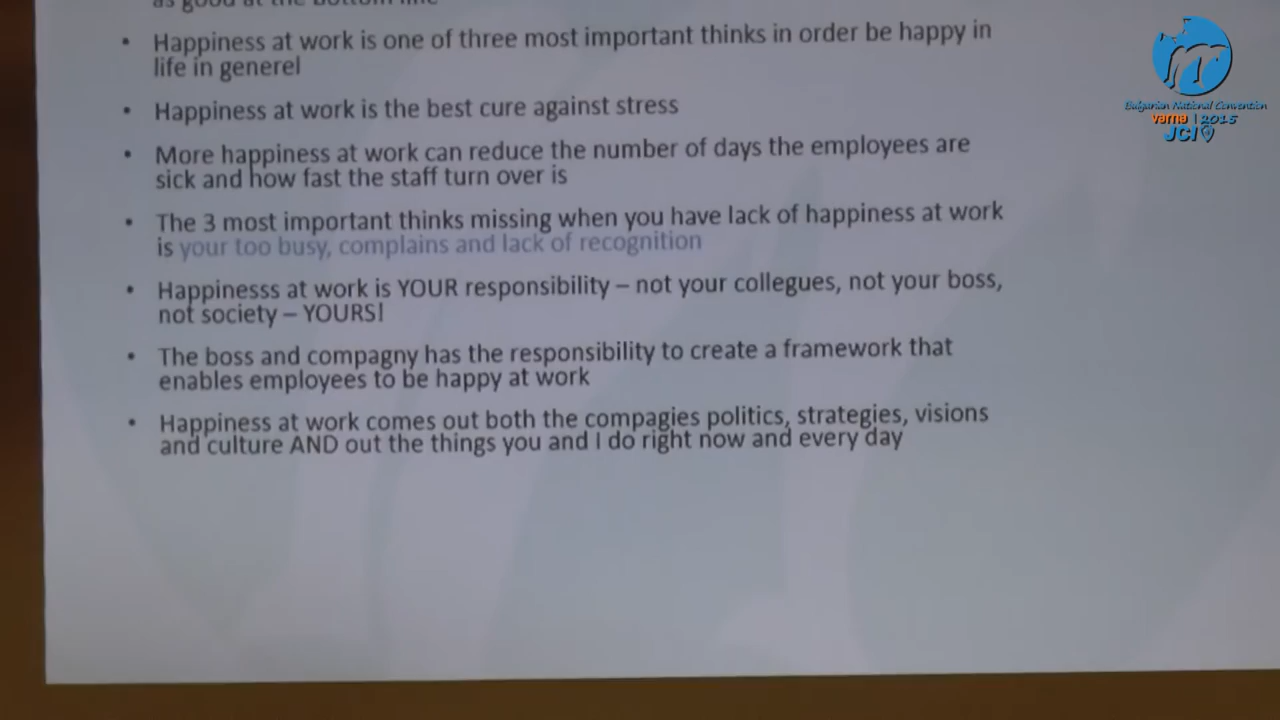 as good at the bottom line
• Happiness at work is one of three most important thinks in order be happy in
life in generel
• Happiness at work is the best cure against stress
• More happiness at work can reduce the number of days the employees are
sick and how fast the staff turn over is
• The 3 most important thinks missing when you have lack of happiness at work
is your too busy, complains and lack of recognition
• Happinesss at work is YOUR responsibility – not your collegues, not your boss,
not society – YOURS!
• The boss and compagny has the responsibility to create a framework that
enables employees to be happy at work
• Happiness at work comes out both the compagies politics, strategies, visions
and culture AND out the things you and I do right now and every day
Bulgarian National Convention
varna | 2015
JCI